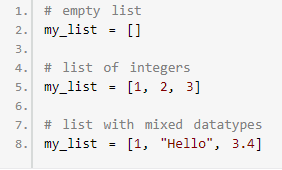 1. # empty list
2. my_list = []
3.
4. # list of integers
5. my_list = [1, 2, 3]
6.
7. # list with mixed datatypes
8. my_list = [1, "Hello", 3.4]